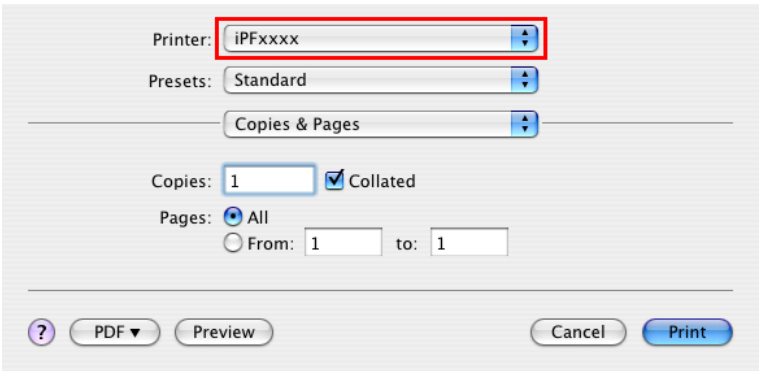 Printer: iPFxxxx
Presets: Standard
Copies & Pages
Copies: 1 Collated
Pages: All
From: 1 to: 1
? PDF ▼ Preview Cancel Print